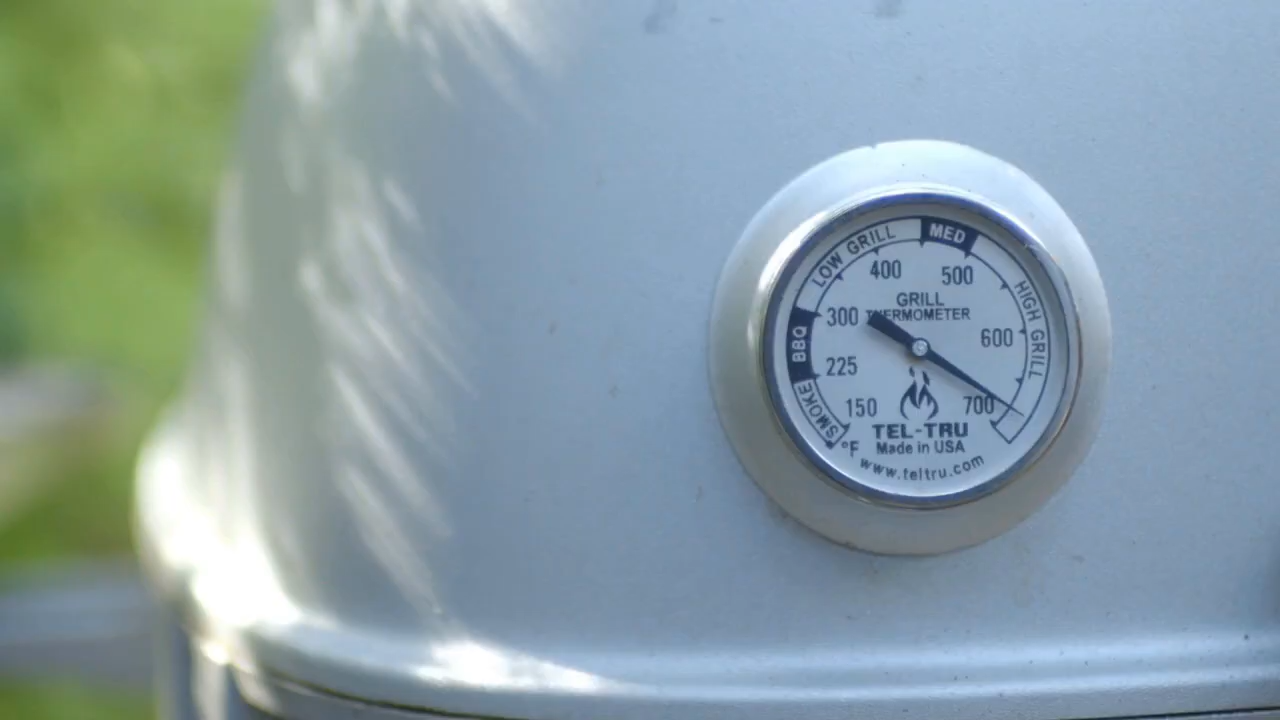 LOW GRILL MED HIGH GRILL
400 500
GRILL
THERMOMETER
300 600
BBQ
225
SMOKE 150 700
TEL-TRU
°F Made in USA
www.teltru.com